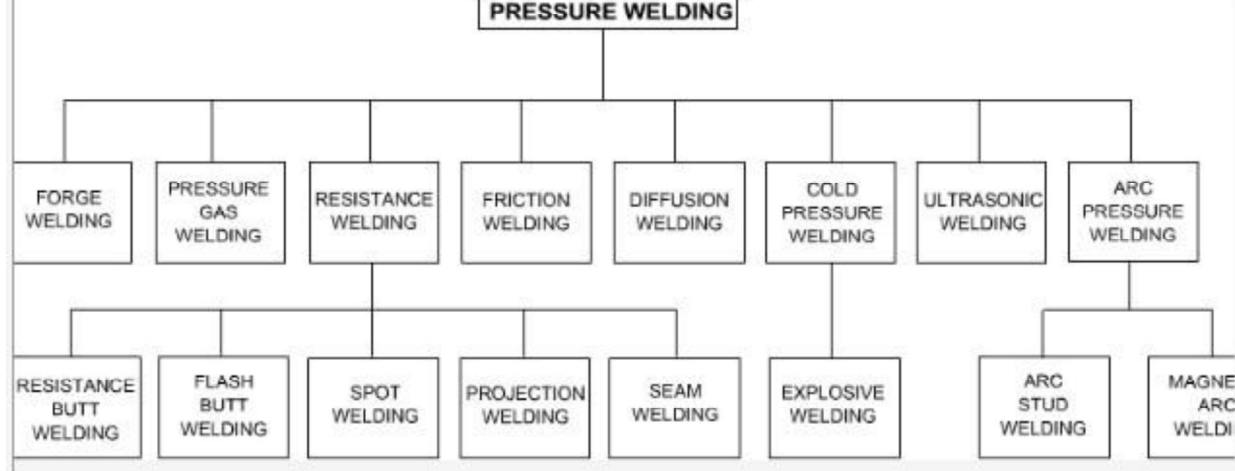 PRESSURE WELDING
FORGE
WELDING
PRESSURE
GAS
WELDING
RESISTANCE
WELDING
FRICTION
WELDING
DIFFUSION
WELDING
COLD
PRESSURE
WELDING
ULTRASONIC
WELDING
ARC
PRESSURE
WELDING
RESISTANCE
BUTT
WELDING
FLASH
BUTT
WELDING
SPOT
WELDING
PROJECTION
WELDING
SEAM
WELDING
EXPLOSIVE
WELDING
ARC
STUD
WELDING
ARC